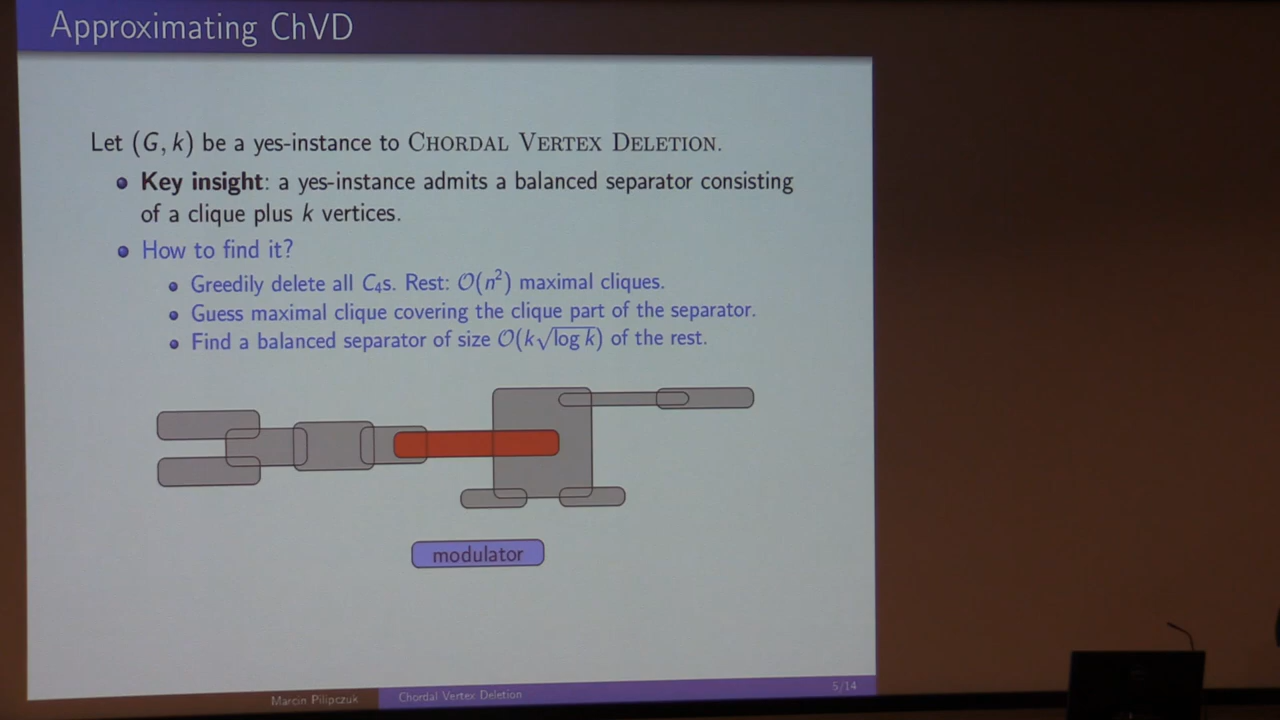 Approximating ChVD
Let (G, k) be a yes-instance to CHORDAL VERTEX DELETION.
Key insight: a yes-instance admits a balanced separator consisting
of a clique plus k vertices.
How to find it?
Greedily delete all C₄s. Rest: O(n²) maximal cliques.
Guess maximal clique covering the clique part of the separator.
Find a balanced separator of size O(k√log k) of the rest.
modulator
Marcin Pilipczuk Chordal Vertex Deletion 5/14